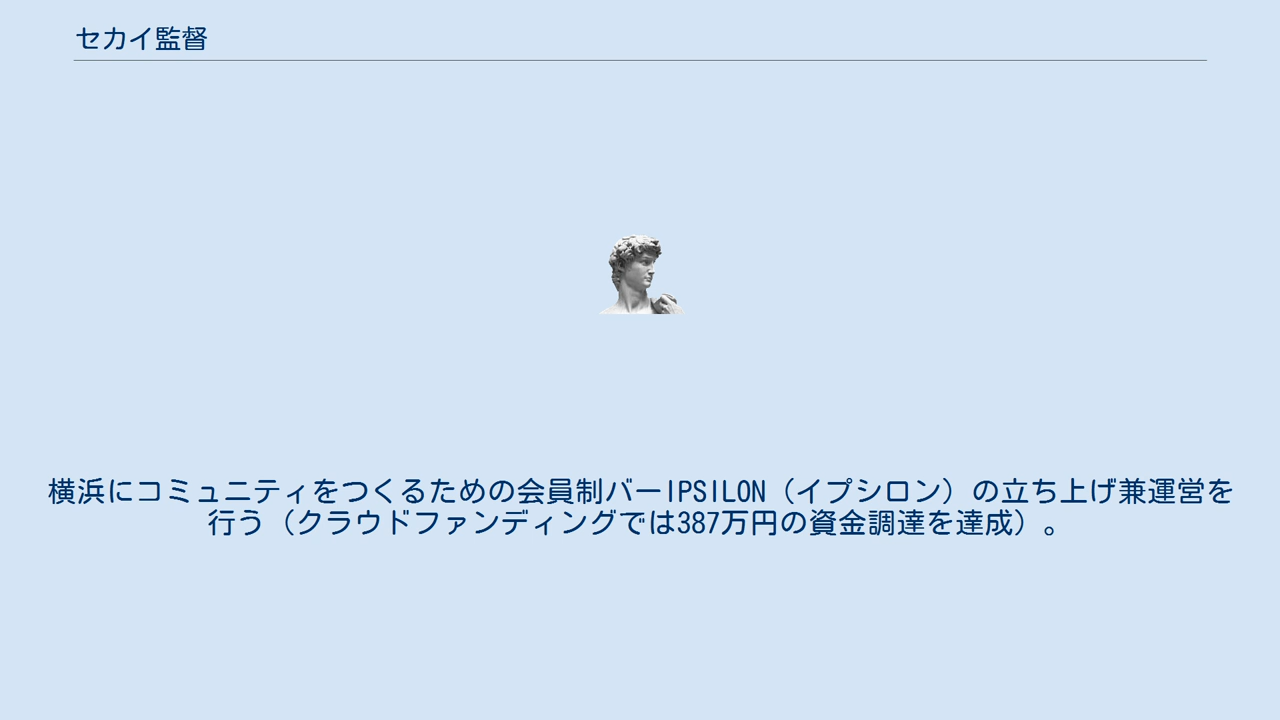 セカイ監督
横浜にコミュニティをつくるための会員制バーIPSILON（イプシロン）の立ち上げ兼運営を
行う（クラウドファンディングでは387万円の資金調達を達成）。